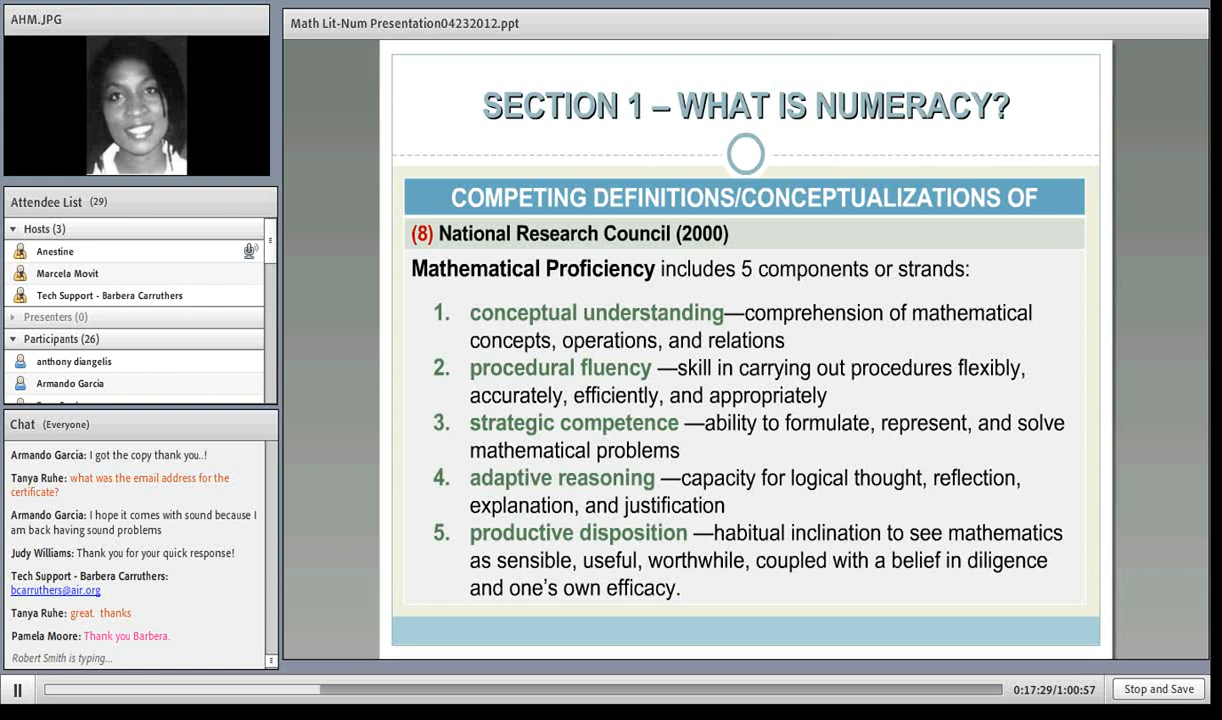 AHM.JPG
Attendee List (29)
Hosts (3)
Anestine
Marcela Movit
Tech Support - Barbera Carruthers
Presenters (0)
Participants (26)
anthony diangelis
Armando Garcia
Chat (Everyone)
Armando Garcia: I got the copy thank you..!
Tanya Ruhe: what was the email address for the
certificate?
Armando Garcia: I hope it comes with sound because I
am back having sound problems
Judy Williams: Thank you for your quick response!
Tech Support - Barbera Carruthers:
bcarruthers@air.org
Tanya Ruhe: great. thanks
Pamela Moore: Thank you Barbera.
Robert Smith is typing...
Math Lit-Num Presentation04232012.ppt
SECTION 1 – WHAT IS NUMERACY?
COMPETING DEFINITIONS/CONCEPTUALIZATIONS OF
(8) National Research Council (2000)
Mathematical Proficiency includes 5 components or strands:
1. conceptual understanding—comprehension of mathematical
concepts, operations, and relations
2. procedural fluency —skill in carrying out procedures flexibly,
accurately, efficiently, and appropriately
3. strategic competence —ability to formulate, represent, and solve
mathematical problems
4. adaptive reasoning —capacity for logical thought, reflection,
explanation, and justification
5. productive disposition —habitual inclination to see mathematics
as sensible, useful, worthwhile, coupled with a belief in diligence
and one's own efficacy.
0:17:29/1:00:57
Stop and Save